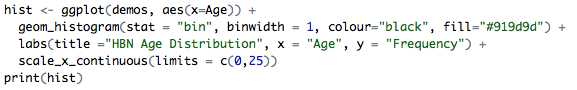 hist <- ggplot(demos, aes(x=Age)) +
  geom_histogram(stat = "bin", binwidth = 1, colour="black", fill="#919d9d") +
  labs(title ="HBN Age Distribution", x = "Age", y = "Frequency") +
  scale_x_continuous(limits = c(0,25))
print(hist)